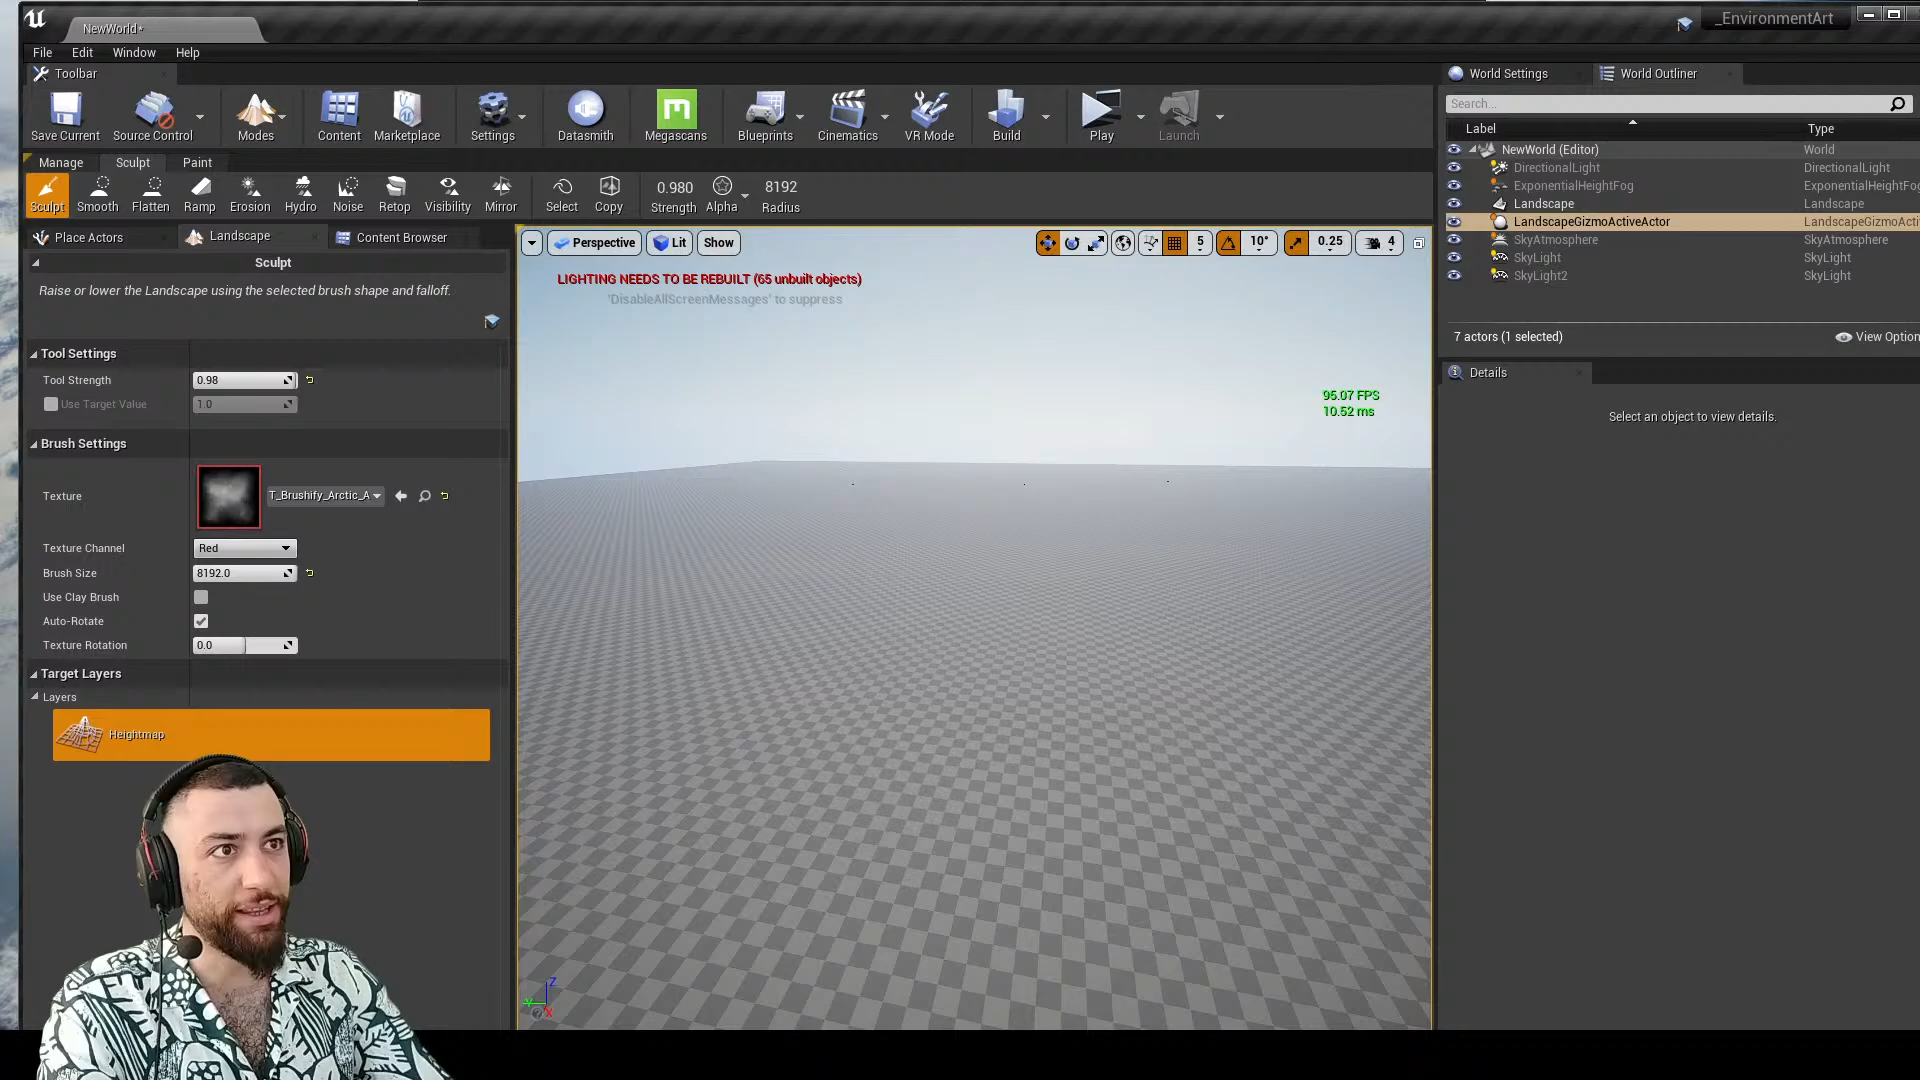 NewWorld*
_EnvironmentArt
File Edit Window Help
Toolbar
World Settings World Outliner
Save Current Source Control Modes Content Marketplace Settings Datasmith Megascans Blueprints Cinematics VR Mode Build Play Launch
Search...
Label Type
Manage Sculpt Paint
NewWorld (Editor) World
DirectionalLight DirectionalLight
ExponentialHeightFog ExponentialHeightFog
Landscape Landscape
LandscapeGizmoActiveActor LandscapeGizmoActi
SkyAtmosphere SkyAtmosphere
SkyLight SkyLight
SkyLight2 SkyLight
7 actors (1 selected) View Option
Sculpt Smooth Flatten Ramp Erosion Hydro Noise Retop Visibility Mirror Select Copy
0.980 8192
Strength Alpha Radius
Place Actors Landscape Content Browser
Perspective Lit Show 5 10° 0.25 4
Sculpt
Raise or lower the Landscape using the selected brush shape and falloff.
LIGHTING NEEDS TO BE REBUILT (65 unbuilt objects)
'DisableAllScreenMessages' to suppress
Tool Settings
Tool Strength 0.98
Use Target Value 1.0
Brush Settings
Texture T_Brushify_Arctic_A
Texture Channel Red
Brush Size 8192.0
Use Clay Brush
Auto-Rotate
Texture Rotation 0.0
Target Layers
Layers
Heightmap
95.07 FPS
10.52 ms
Details
Select an object to view details.
Z
Y
X